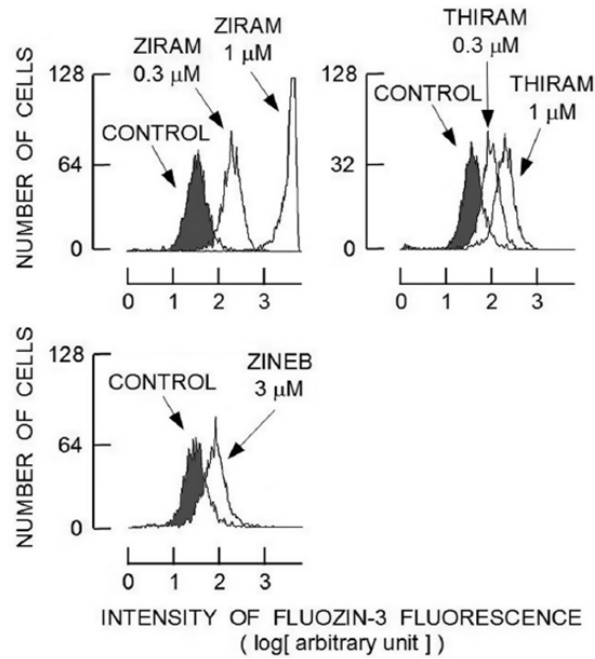 ZIRAM
1 μM
ZIRAM
0.3 μM
CONTROL
NUMBER OF CELLS
128
64
0
0 1 2 3
THIRAM
0.3 μM
THIRAM
1 μM
CONTROL
128
32
0
0 1 2 3
ZINEB
3 μM
CONTROL
NUMBER OF CELLS
128
64
0
0 1 2 3
INTENSITY OF FLUOZIN-3 FLUORESCENCE
( log[ arbitrary unit ] )